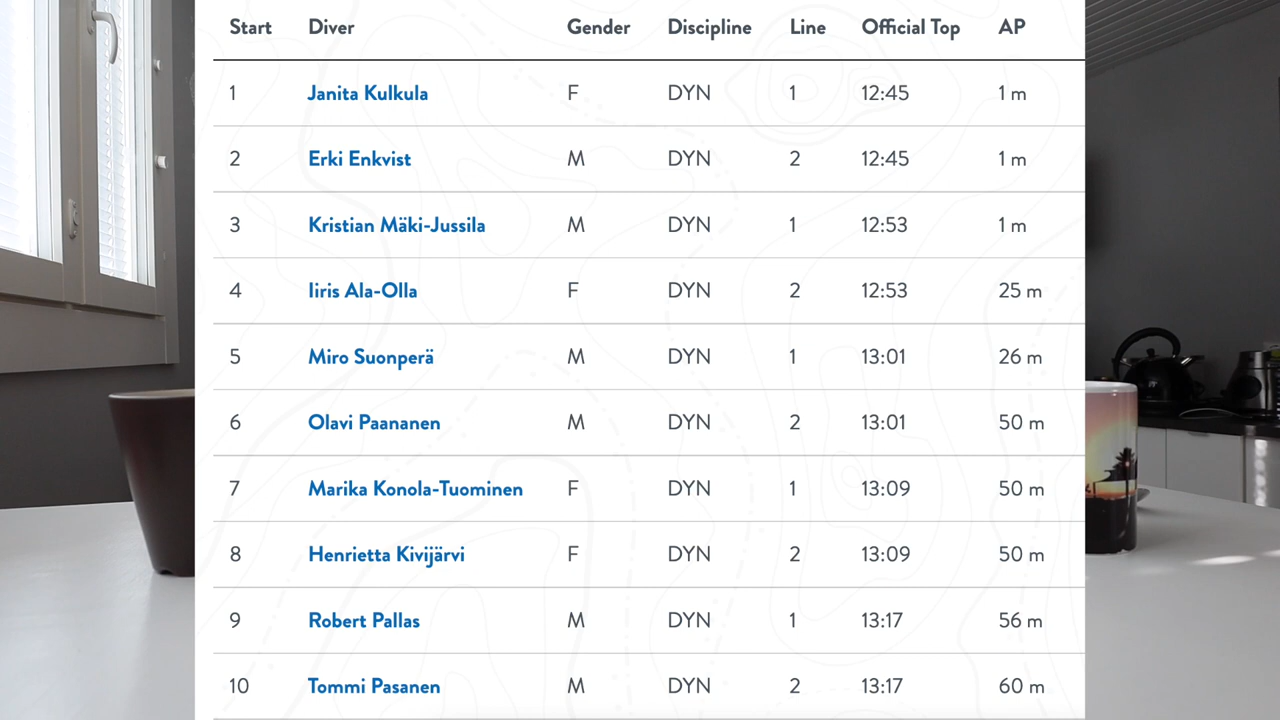 Start Diver Gender Discipline Line Official Top AP
1 Janita Kulkula F DYN 1 12:45 1 m
2 Erki Enkvist M DYN 2 12:45 1 m
3 Kristian Mäki-Jussila M DYN 1 12:53 1 m
4 Iiris Ala-Olla F DYN 2 12:53 25 m
5 Miro Suonperä M DYN 1 13:01 26 m
6 Olavi Paananen M DYN 2 13:01 50 m
7 Marika Konola-Tuominen F DYN 1 13:09 50 m
8 Henrietta Kivijärvi F DYN 2 13:09 50 m
9 Robert Pallas M DYN 1 13:17 56 m
10 Tommi Pasanen M DYN 2 13:17 60 m